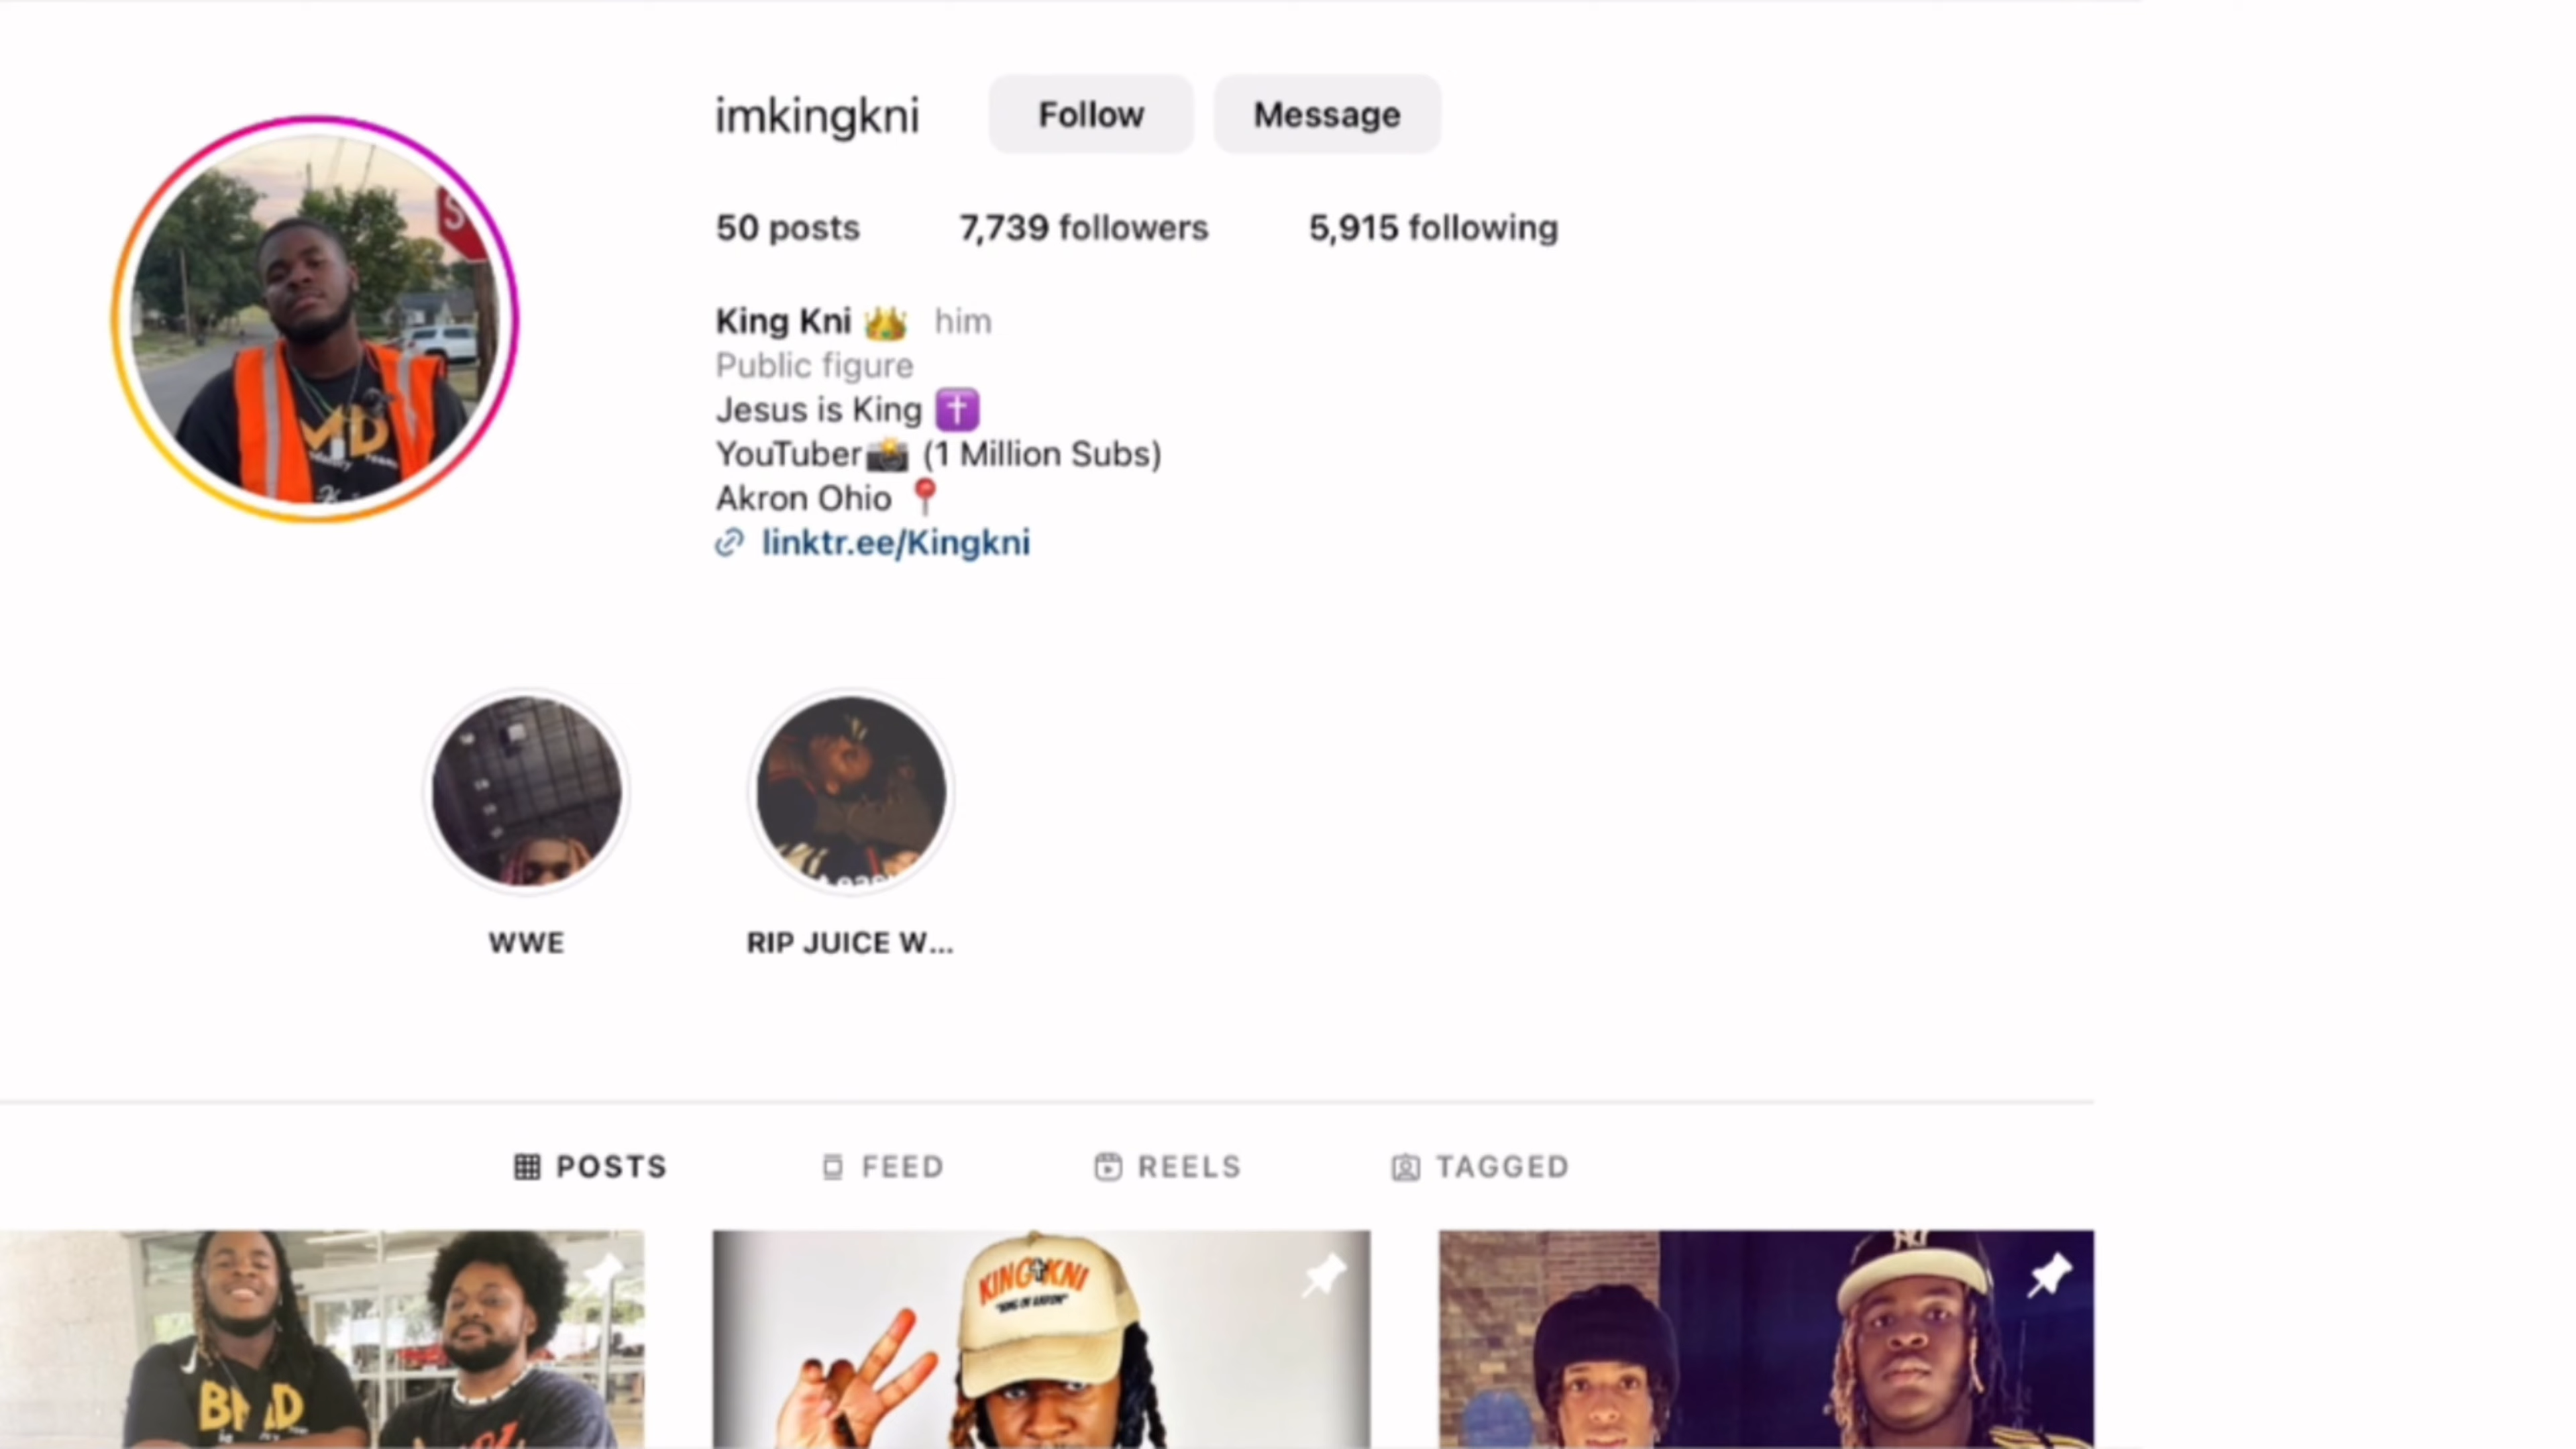 imkingkni Follow Message
50 posts 7,739 followers 5,915 following
King Kni 👑 him
Public figure
Jesus is King ✝️
YouTuber📸 (1 Million Subs)
Akron Ohio 📍
linktr.ee/Kingkni
WWE RIP JUICE W...
POSTS FEED REELS TAGGED
KING KNI